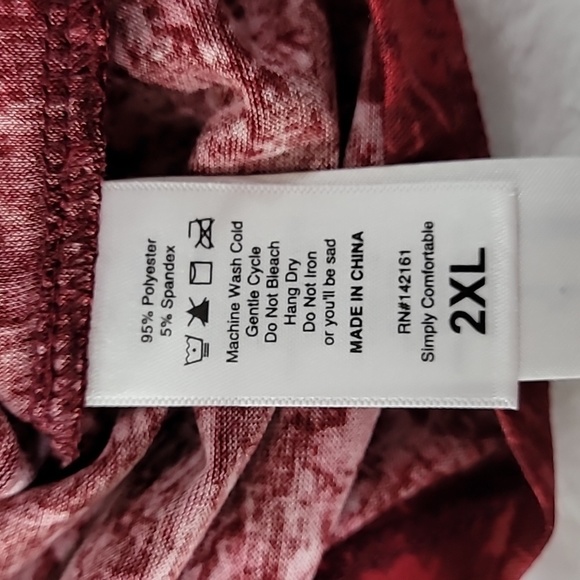 95% Polyester
5% Spandex
Machine Wash Cold
Gentle Cycle
Do Not Bleach
Hang Dry
Do Not Iron
or you'll be sad
MADE IN CHINA
RN#142161
Simply Comfortable
2XL